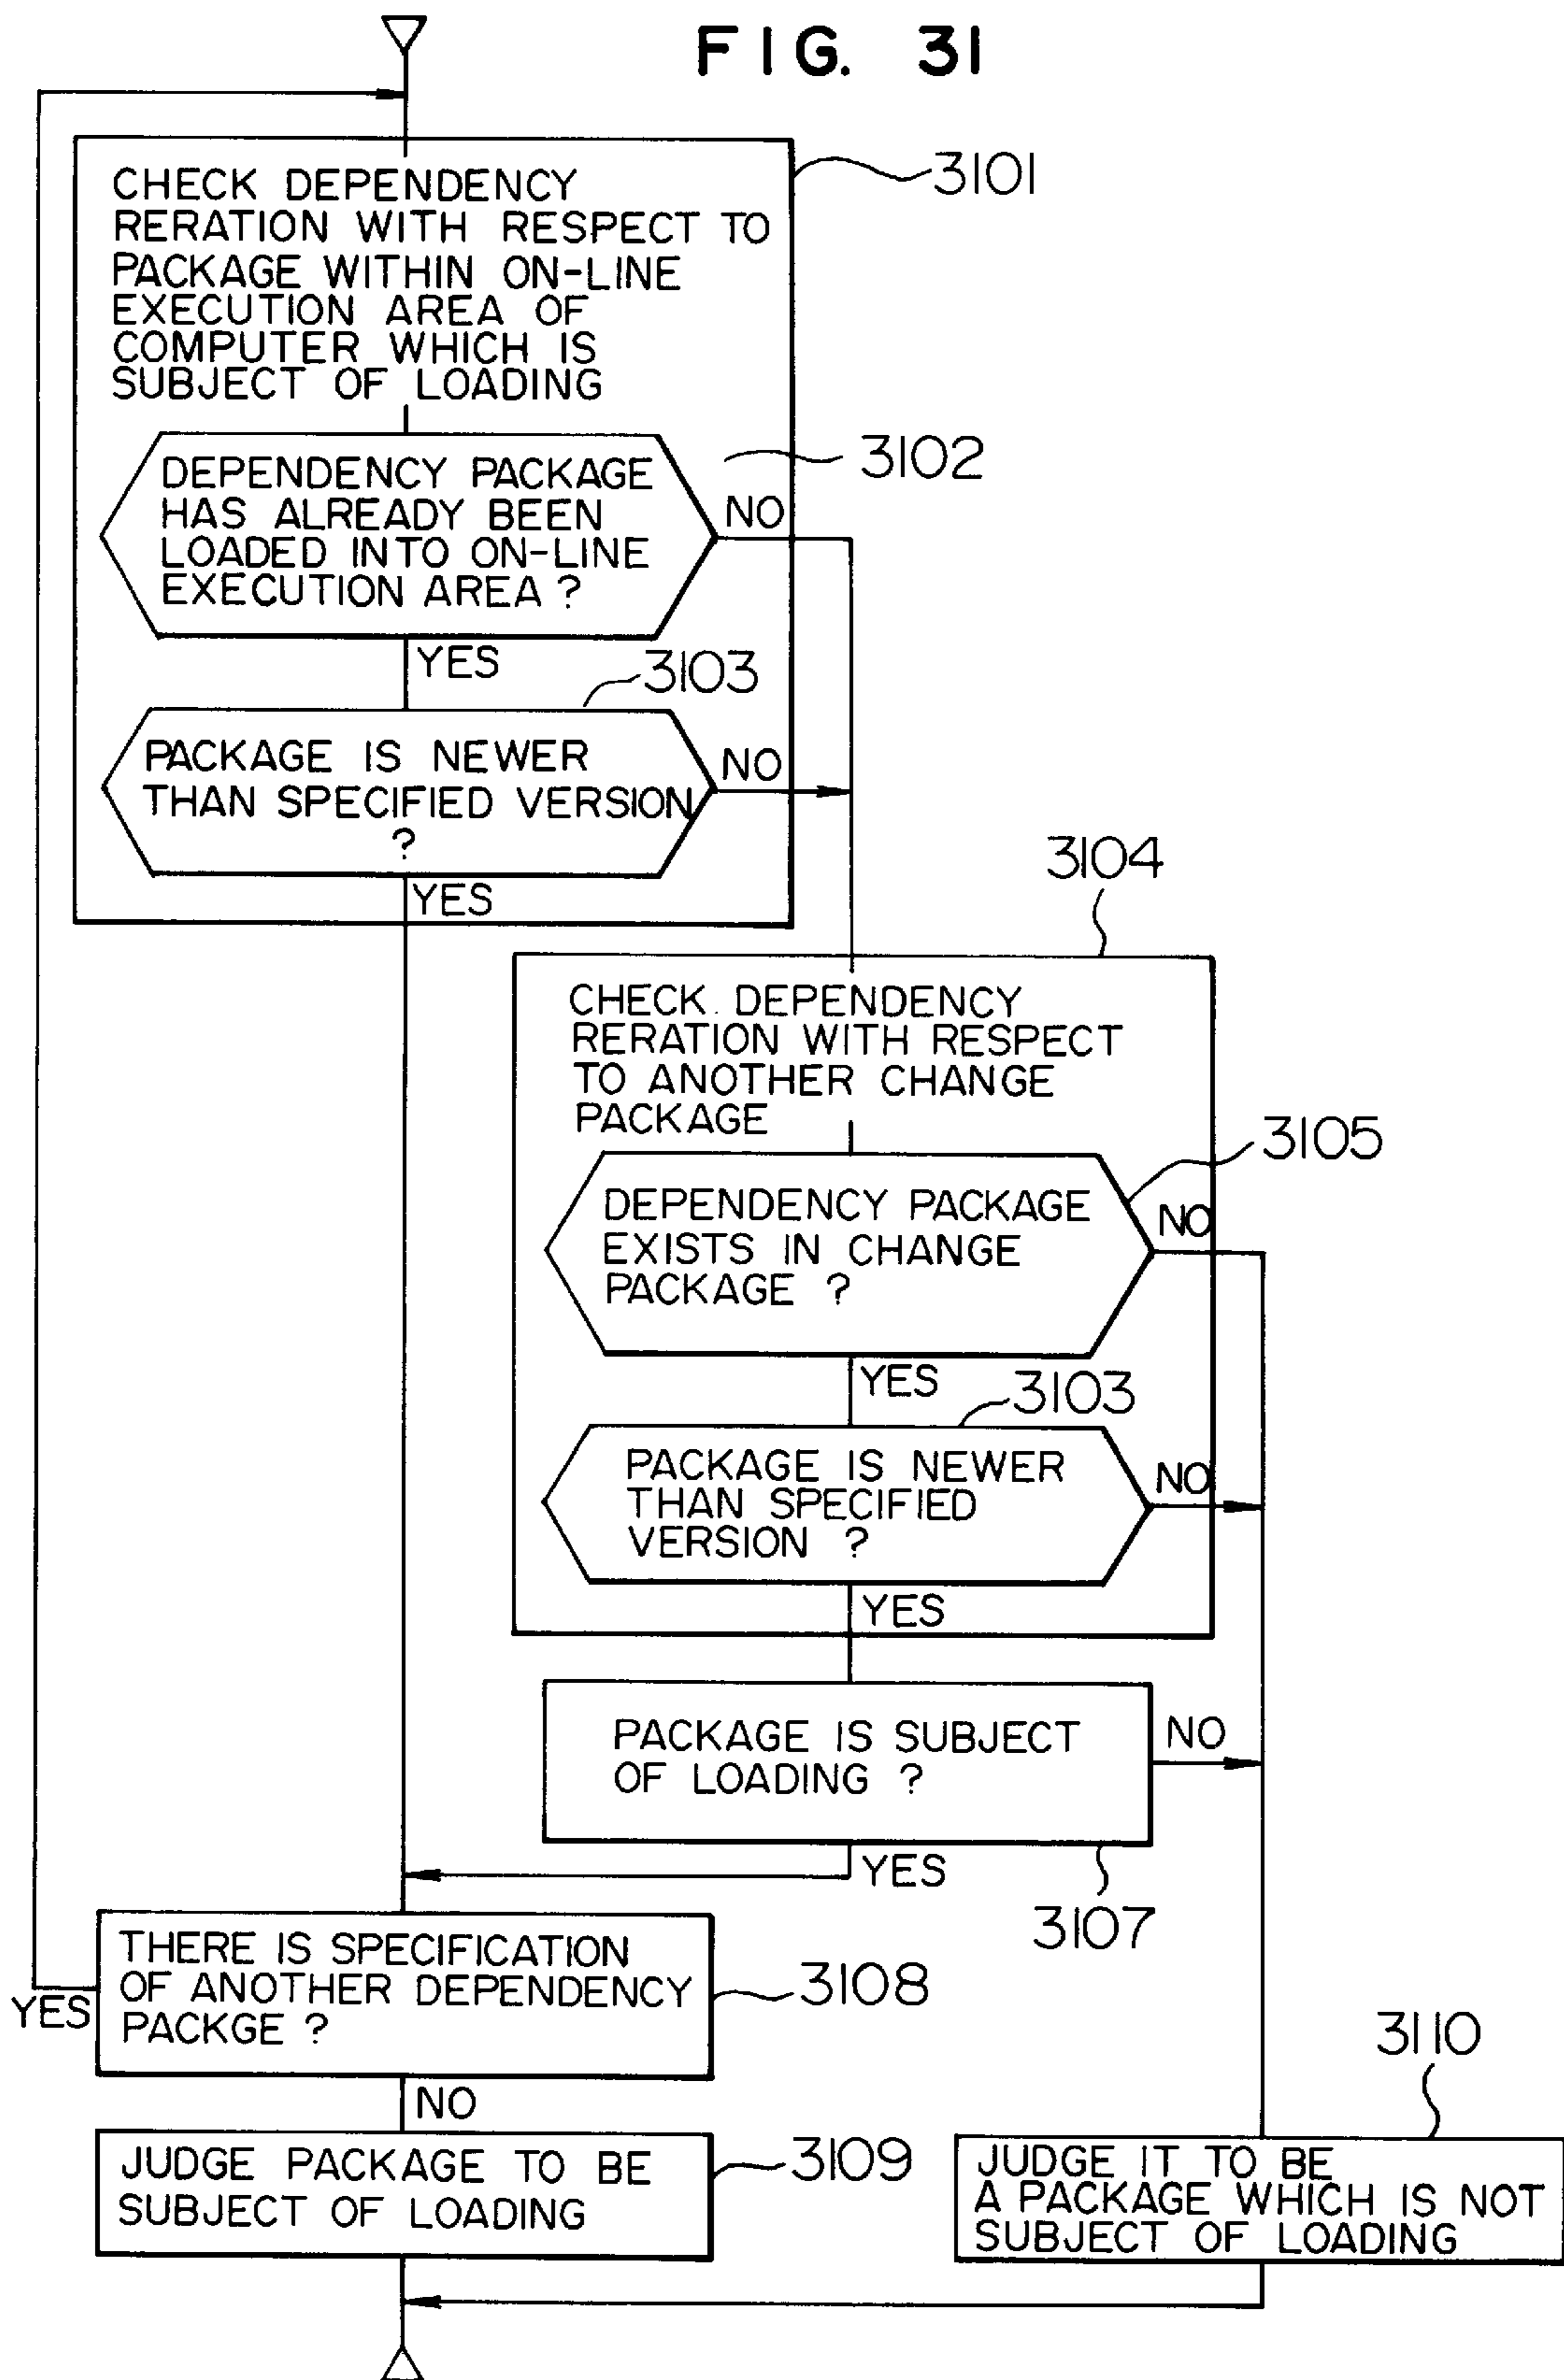 FIG. 31
3101
CHECK DEPENDENCY
RERATION WITH RESPECT TO
PACKAGE WITHIN ON-LINE
EXECUTION AREA OF
COMPUTER WHICH IS
SUBJECT OF LOADING
3102
DEPENDENCY PACKAGE
HAS ALREADY BEEN
LOADED INTO ON-LINE
EXECUTION AREA ?
NO
YES
3103
PACKAGE IS NEWER
THAN SPECIFIED VERSION
?
NO
YES
3104
CHECK DEPENDENCY
RERATION WITH RESPECT
TO ANOTHER CHANGE
PACKAGE
3105
DEPENDENCY PACKAGE
EXISTS IN CHANGE
PACKAGE ?
NO
YES
3103
PACKAGE IS NEWER
THAN SPECIFIED
VERSION ?
NO
YES
PACKAGE IS SUBJECT
OF LOADING ?
NO
YES
3107
THERE IS SPECIFICATION
OF ANOTHER DEPENDENCY
PACKGE ?
3108
YES
NO
3110
JUDGE PACKAGE TO BE
SUBJECT OF LOADING
3109
JUDGE IT TO BE
A PACKAGE WHICH IS NOT
SUBJECT OF LOADING